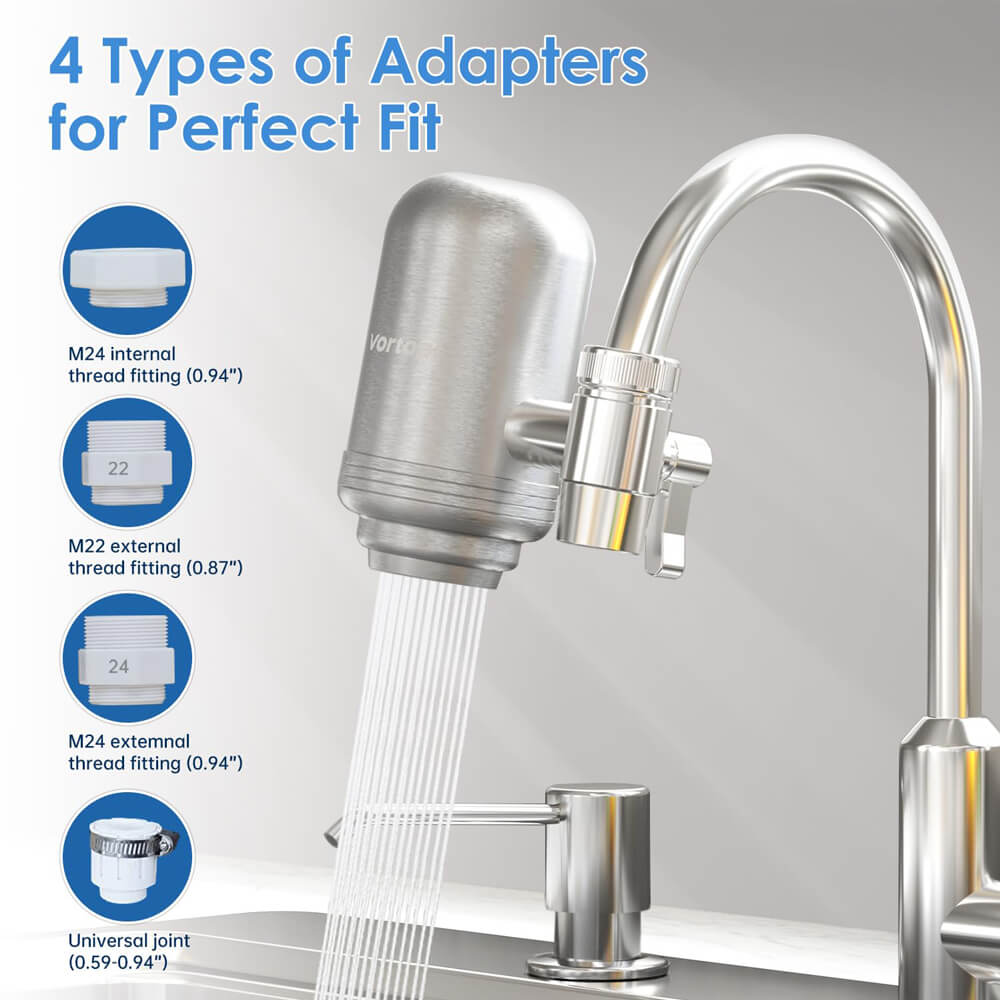 4 Types of Adapters
for Perfect Fit
M24 internal
thread fitting (0.94")
22
M22 external
thread fitting (0.87")
24
M24 extemnal
thread fitting (0.94")
Universal joint
(0.59-0.94")